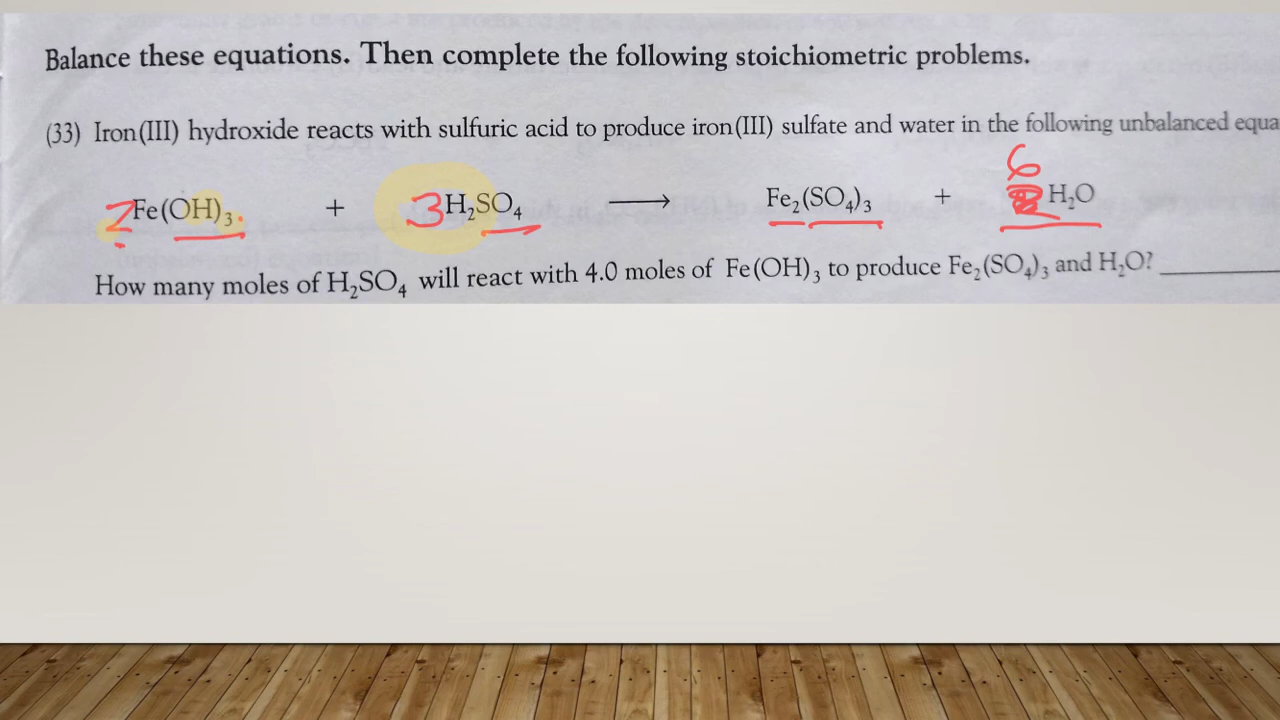 Balance these equations. Then complete the following stoichiometric problems.
(33) Iron(III) hydroxide reacts with sulfuric acid to produce iron(III) sulfate and water in the following unbalanced equa
2Fe(OH)₃ + 3H₂SO₄ ⟶ Fe₂(SO₄)₃ + 6 H₂O
How many moles of H₂SO₄ will react with 4.0 moles of Fe(OH)₃ to produce Fe₂(SO₄)₃ and H₂O? ________